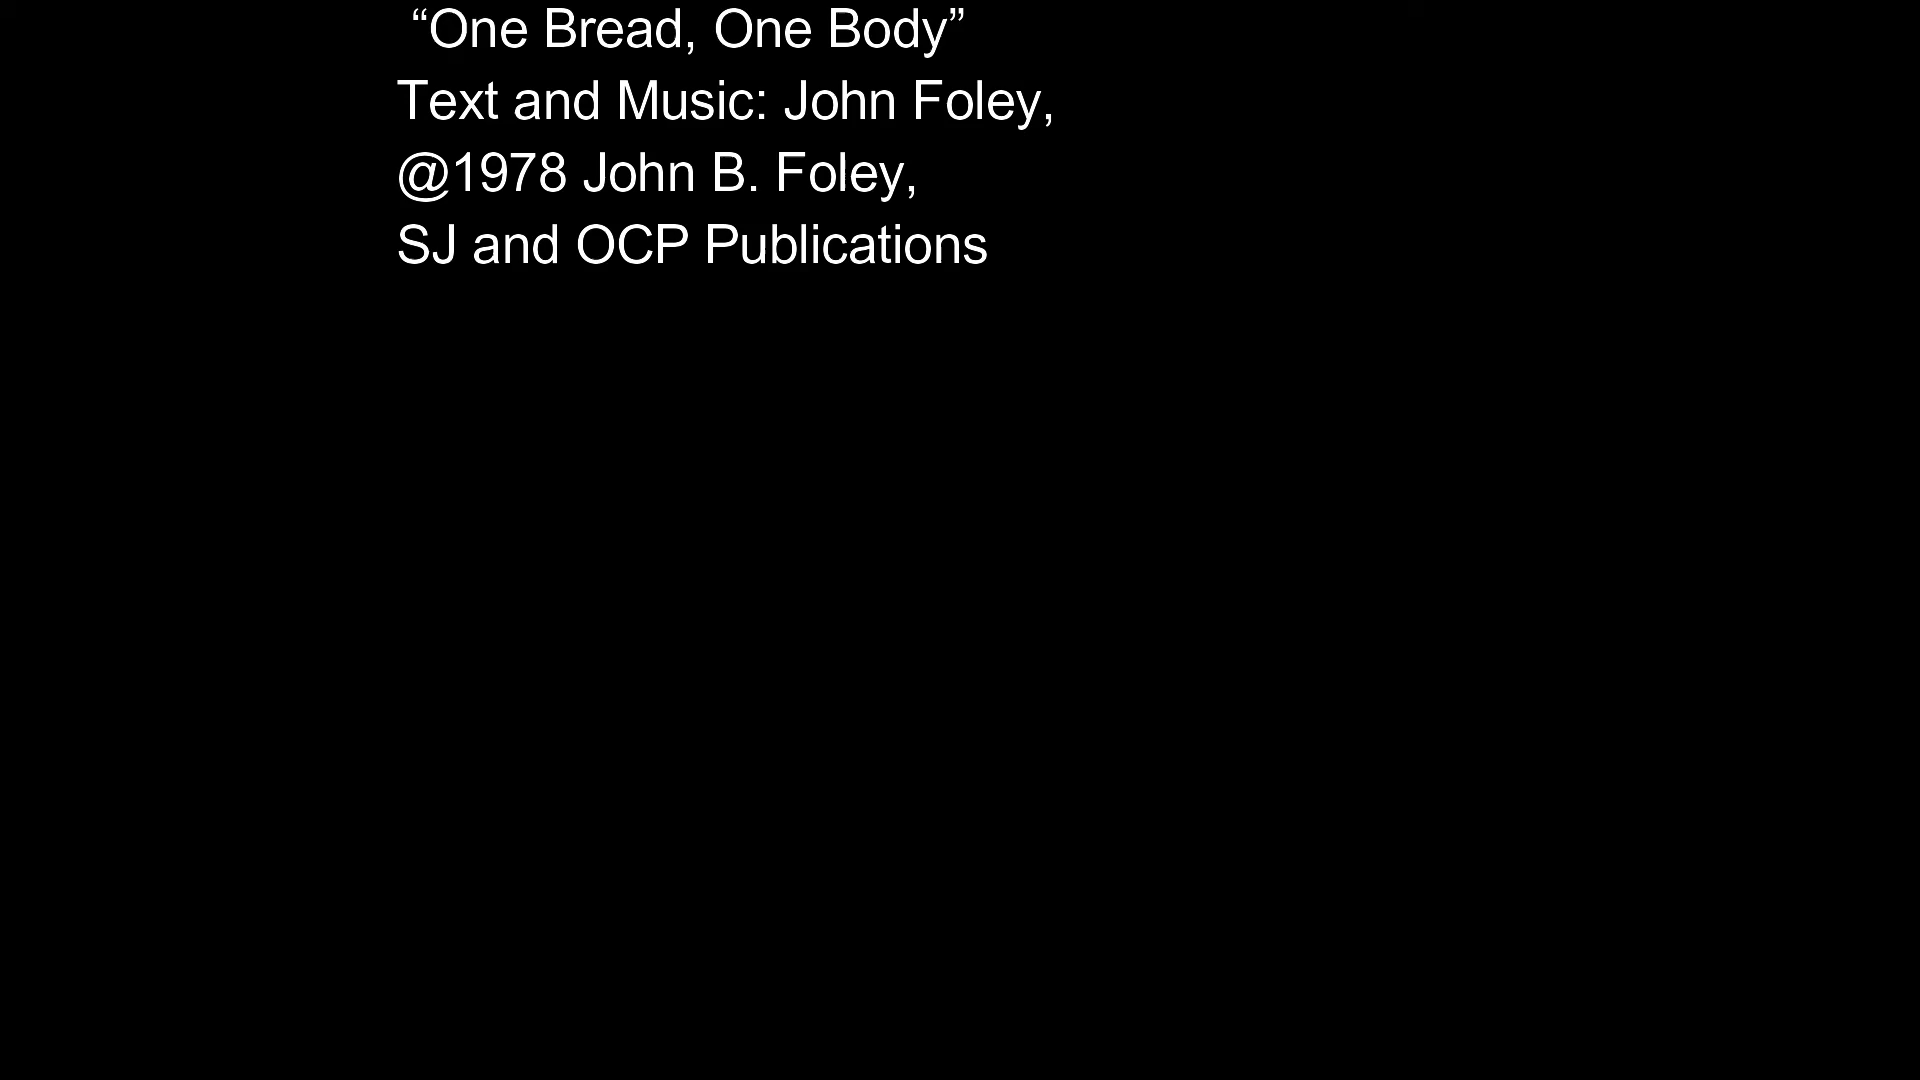 “One Bread, One Body”
Text and Music: John Foley,
@1978 John B. Foley,
SJ and OCP Publications